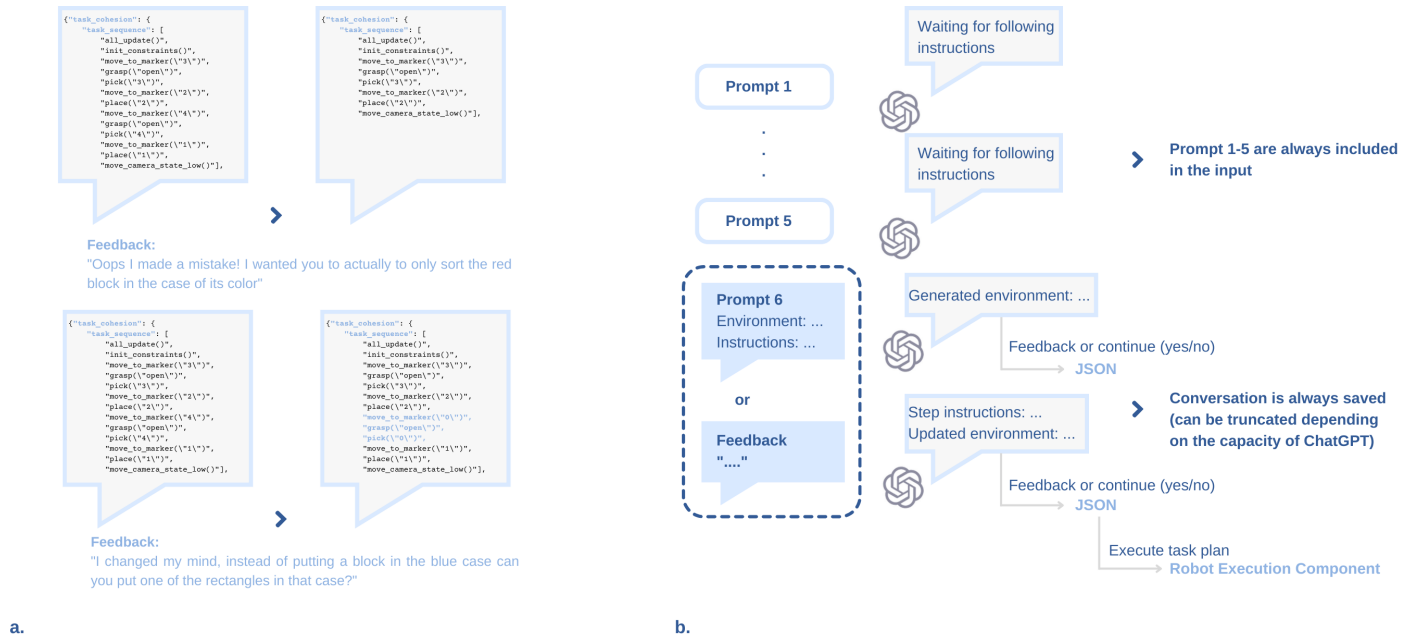 {"task_cohesion": {
"task_sequence": [
"all_update()",
"init_constraints()",
"move_to_marker(\"3\")",
"grasp(\"open\")",
"pick(\"3\")",
"move_to_marker(\"2\")",
"place(\"2\")",
"move_to_marker(\"4\")",
"grasp(\"open\")",
"pick(\"4\")",
"move_to_marker(\"1\")",
"place(\"1\")",
"move_camera_state_low()"],
{"task_cohesion": {
"task_sequence": [
"all_update()",
"init_constraints()",
"move_to_marker(\"3\")",
"grasp(\"open\")",
"pick(\"3\")",
"move_to_marker(\"2\")",
"place(\"2\")",
"move_camera_state_low()"],
Feedback:
"Oops I made a mistake! I wanted you to actually to only sort the red
block in the case of its color"
{"task_cohesion": {
"task_sequence": [
"all_update()",
"init_constraints()",
"move_to_marker(\"3\")",
"grasp(\"open\")",
"pick(\"3\")",
"move_to_marker(\"2\")",
"place(\"2\")",
"move_to_marker(\"4\")",
"grasp(\"open\")",
"pick(\"4\")",
"move_to_marker(\"1\")",
"place(\"1\")",
"move_camera_state_low()"],
{"task_cohesion": {
"task_sequence": [
"all_update()",
"init_constraints()",
"move_to_marker(\"3\")",
"grasp(\"open\")",
"pick(\"3\")",
"move_to_marker(\"2\")",
"place(\"2\")",
"move_to_marker(\"0\")",
"grasp(\"open\")",
"pick(\"0\")",
"move_to_marker(\"1\")",
"place(\"1\")",
"move_camera_state_low()"],
Feedback:
"I changed my mind, instead of putting a block in the blue case can
you put one of the rectangles in that case?"
a.
Prompt 1
.
.
.
Prompt 5
Prompt 6
Environment: ...
Instructions: ...
or
Feedback
"...."
Waiting for following
instructions
Waiting for following
instructions
Prompt 1-5 are always included
in the input
Generated environment: ...
Feedback or continue (yes/no)
JSON
Step instructions: ...
Updated environment: ...
Conversation is always saved
(can be truncated depending
on the capacity of ChatGPT)
Feedback or continue (yes/no)
JSON
Execute task plan
Robot Execution Component
b.